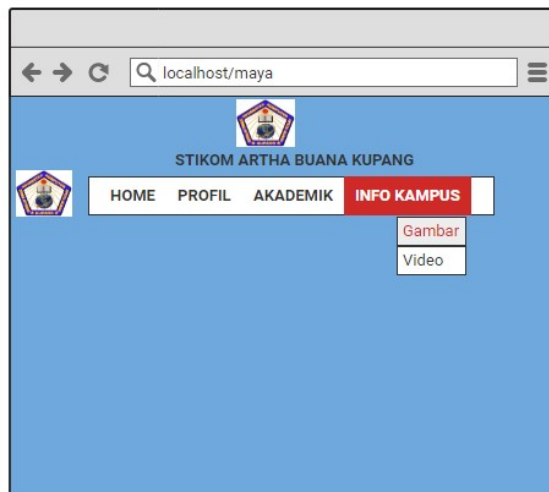 localhost/maya
STIKOM ARTHA BUANA KUPANG
HOME PROFIL AKADEMIK INFO KAMPUS
Gambar
Video